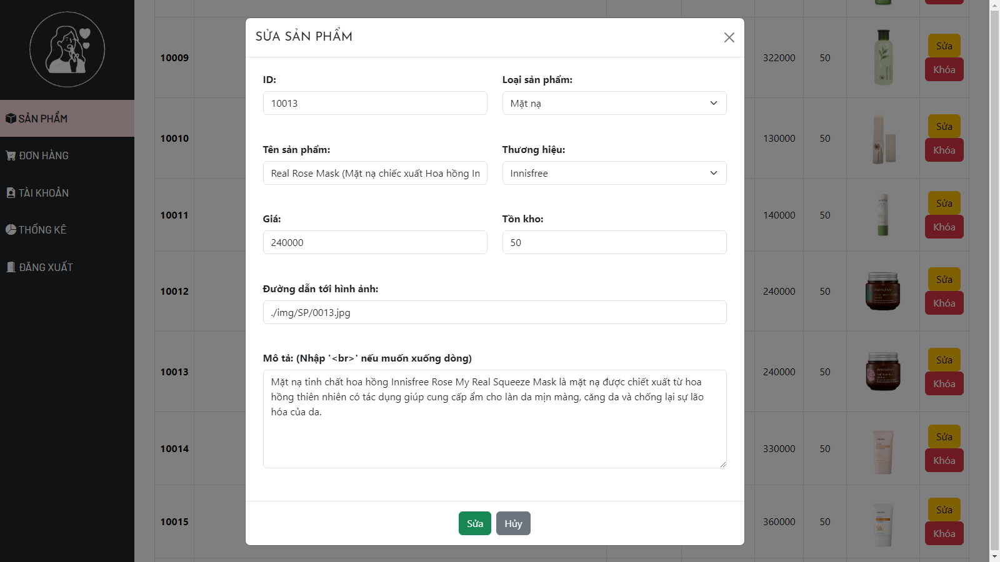 SẢN PHẨM
ĐƠN HÀNG
TÀI KHOẢN
THỐNG KÊ
ĐĂNG XUẤT
SỬA SẢN PHẨM
ID:
10013
Loại sản phẩm:
Mặt nạ
Tên sản phẩm:
Real Rose Mask (Mặt nạ chiếc xuất Hoa hồng In
Thương hiệu:
Innisfree
Giá:
240000
Tồn kho:
50
Đường dẫn tới hình ảnh:
./img/SP/0013.jpg
Mô tả: (Nhập '<br>' nếu muốn xuống dòng)
Mặt nạ tinh chất hoa hồng Innisfree Rose My Real Squeeze Mask là mặt nạ được chiết xuất từ hoa
hồng thiên nhiên có tác dụng giúp cung cấp ẩm cho làn da mịn màng, căng da và chống lại sự lão
hóa của da.
Sửa
Hủy
10009
322000
50
Sửa
Khóa
10010
130000
50
Sửa
Khóa
10011
140000
50
Sửa
Khóa
10012
240000
50
innisfree
Sửa
Khóa
10013
240000
50
Sửa
Khóa
10014
330000
50
Sửa
Khóa
10015
360000
50
Sửa
Khóa